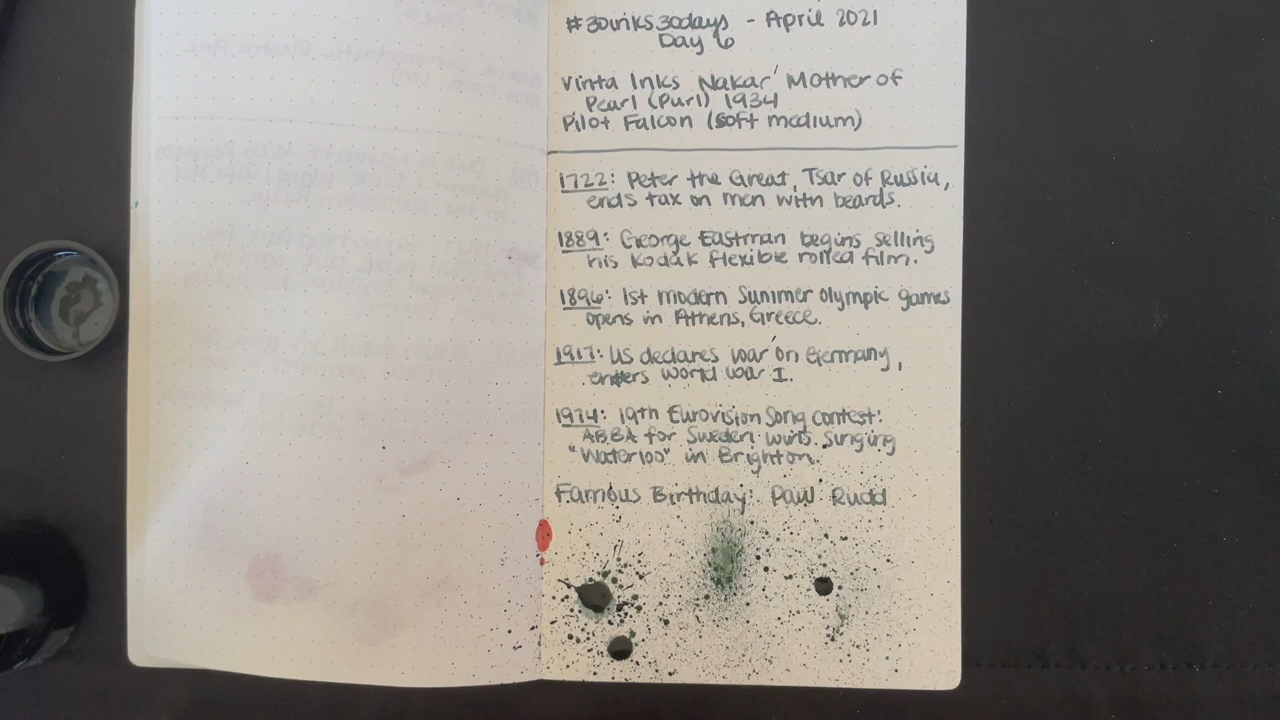 #30inks30days - April 2021
Day 6
Vinta Inks Nakar Mother of
Pearl (Purl) 1934
Pilot Falcon (soft medium)
1722: Peter the Great, Tsar of Russia,
ends tax on men with beards.
1889: George Eastman begins selling
his Kodak flexible rolled film.
1896: 1st modern Summer Olympic games
opens in Athens, Greece.
1917: US declares war on Germany,
enters World War I.
1974: 19th Eurovision Song contest:
ABBA for Sweden wins singing
"Waterloo" in Brighton.
Famous Birthday: Paul Rudd